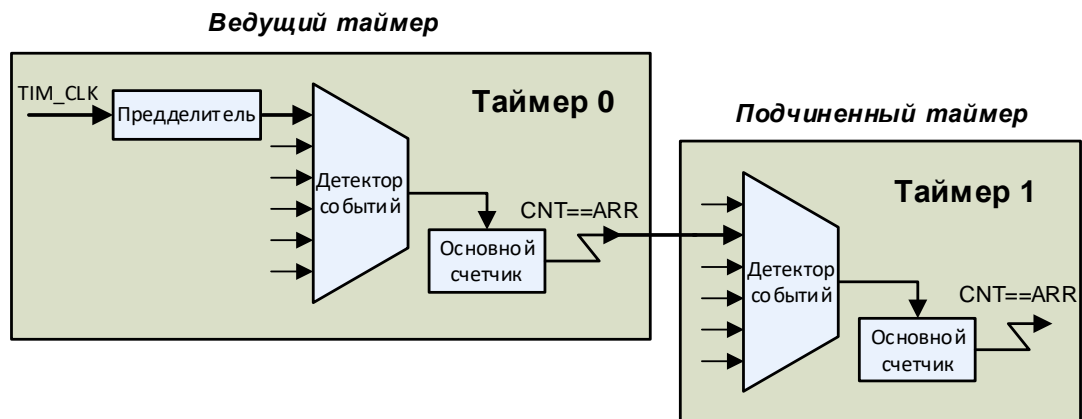 Ведущий таймер
TIM_CLK
Предделитель
Таймер 0
Детектор
событий
CNT==ARR
Основной
счетчик
Подчиненный таймер
Таймер 1
Детектор
событий
CNT==ARR
Основной
счетчик